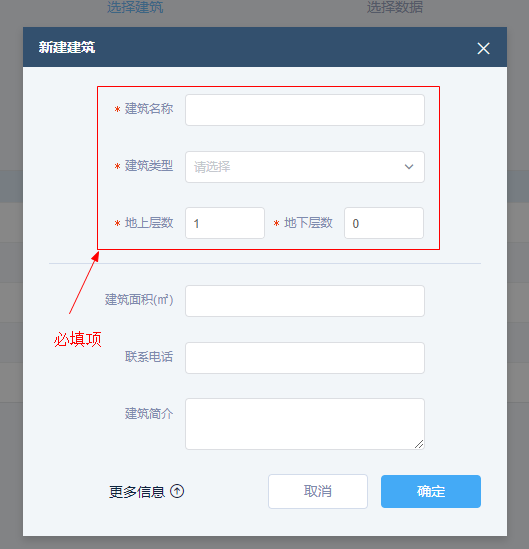 选择建筑 选择数据
新建建筑
* 建筑名称
* 建筑类型 请选择
* 地上层数 1 * 地下层数 0
建筑面积(㎡)
必填项
联系电话
建筑简介
更多信息 取消 确定